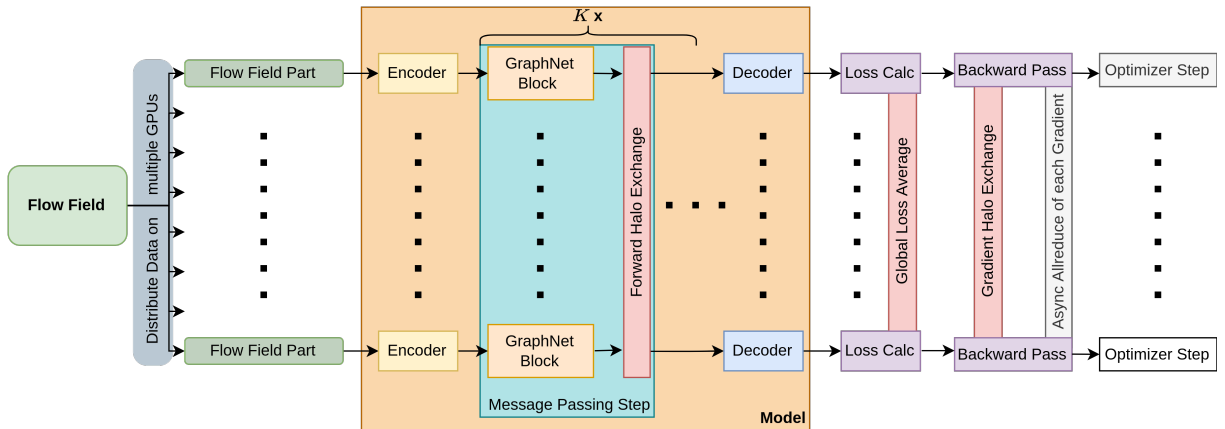 K x
Flow Field
Distribute Data on multiple GPUs
Flow Field Part
Encoder
GraphNet
Block
Forward Halo Exchange
Decoder
Loss Calc
Global Loss Average
Backward Pass
Gradient Halo Exchange
Async Allreduce of each Gradient
Optimizer Step
Flow Field Part
Encoder
GraphNet
Block
Decoder
Loss Calc
Backward Pass
Optimizer Step
Message Passing Step
Model